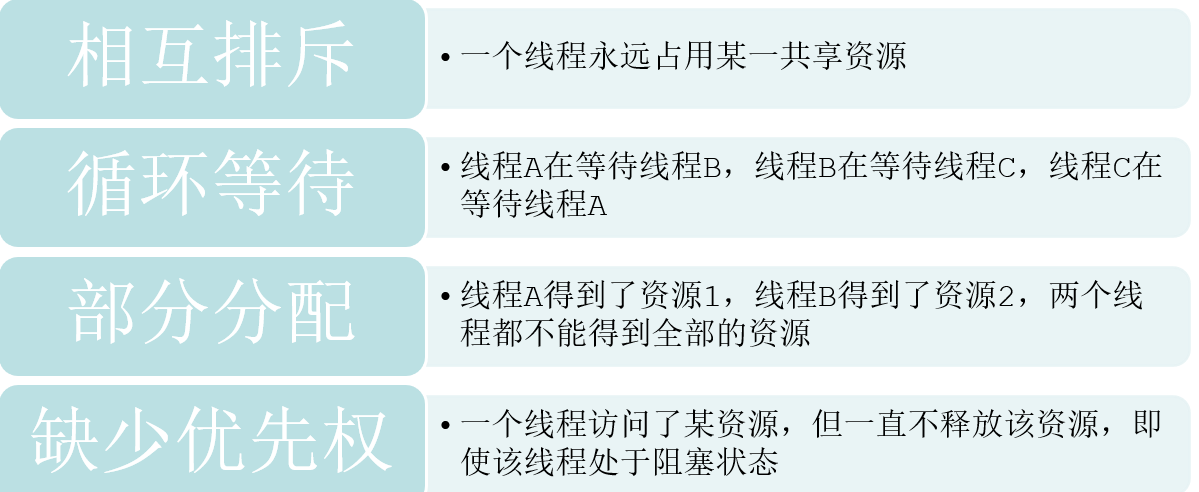 相互排斥
•一个线程永远占用某一共享资源
循环等待
•线程A在等待线程B，线程B在等待线程C，线程C在
等待线程A
部分分配
•线程A得到了资源1，线程B得到了资源2，两个线
程都不能得到全部的资源
缺少优先权
•一个线程访问了某资源，但一直不释放该资源，即
使该线程处于阻塞状态